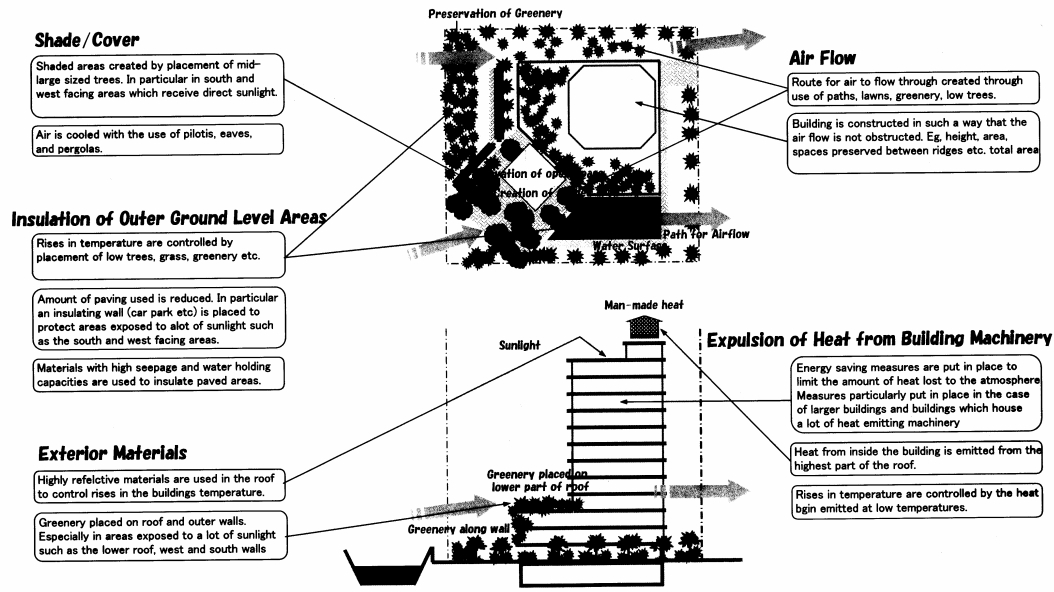 Preservation of Greenery
Shade/Cover
Shaded areas created by placement of mid-
large sized trees. In particular in south and
west facing areas which receive direct sunlight.
Air is cooled with the use of pilotis, eaves,
and pergolas.
Insulation of Outer Ground Level Areas
Rises in temperature are controlled by
placement of low trees, grass, greenery etc.
Amount of paving used is reduced. In particular
an insulating wall (car park etc) is placed to
protect areas exposed to alot of sunlight such
as the south and west facing areas.
Materials with high seepage and water holding
capacities are used to insulate paved areas.
Exterior Materials
Highly refelctive materials are used in the roof
to control rises in the buildings temperature.
Greenery placed on roof and outer walls.
Especially in areas exposed to a lot of sunlight
such as the lower roof, west and south walls
Air Flow
Route for air to flow through created through
use of paths, lawns, greenery, low trees.
Building is constructed in such a way that the
air flow is not obstructed. Eg, height, area,
spaces preserved between ridges etc. total area
of
of
Path for Airflow
Water Surface
Man-made heat
Sunlight
Expulsion of Heat from Building Machinery
Energy saving measures are put in place to
limit the amount of heat lost to the atmosphere
Measures particularly put in place in the case
of larger buildings and buildings which house
a lot of heat emitting machinery
Heat from inside the building is emitted from the
highest part of the roof.
Rises in temperature are controlled by the heat
bgin emitted at low temperatures.
Greenery placed on
lower part of roof
Greenery along wall